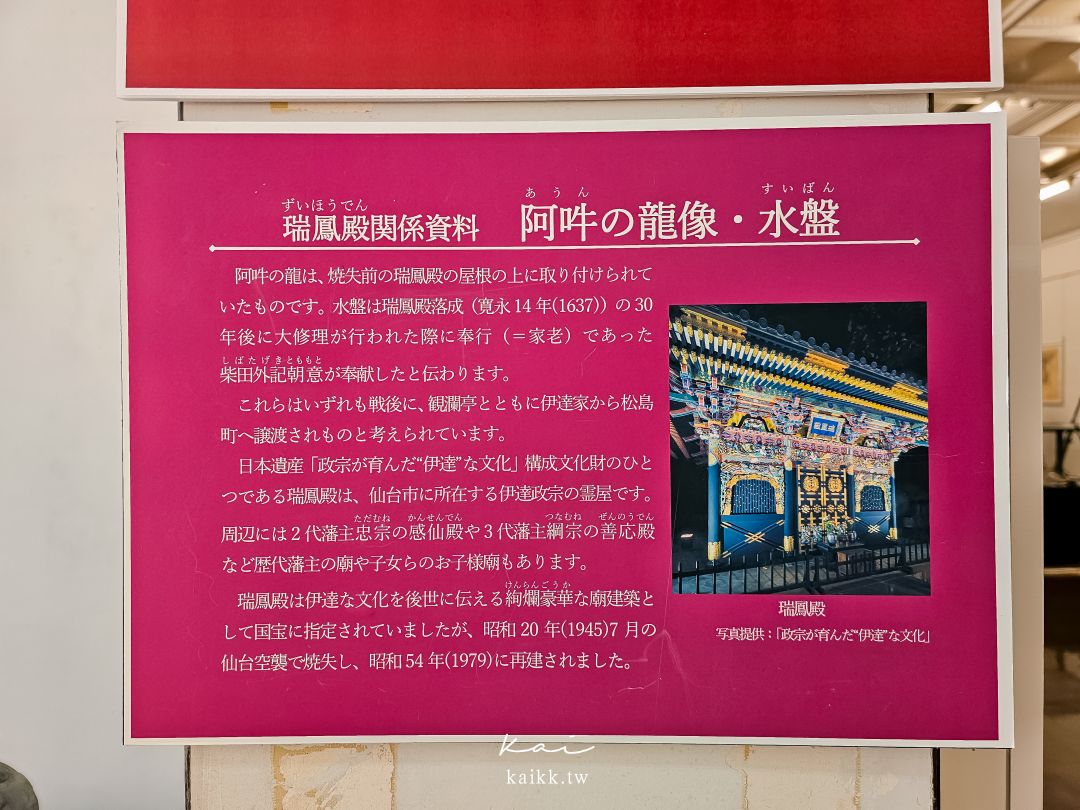 ずいほうでん
瑞鳳殿関係資料
あうん
すいばん
阿吽の龍像・水盤
阿吽の龍は、焼失前の瑞鳳殿の屋根の上に取り付けられて
いたものです。水盤は瑞鳳殿落成（寛永14年(1637)）の30
年後に大修理が行われた際に奉行（＝家老）であった
しばたげきとももと
柴田外記朝意が奉献したと伝わります。
これらはいずれも戦後に、観瀾亭とともに伊達家から松島
町へ譲渡されものと考えられています。
日本遺産「政宗が育んだ“伊達”な文化」構成文化財のひと
つである瑞鳳殿は、仙台市に所在する伊達政宗の霊屋です。
ただむね かんせんでん つなむね ぜんのうでん
周辺には2代藩主忠宗の感仙殿や3代藩主綱宗の善応殿
など歴代藩主の廟や子女らのお子様廟もあります。
けんらんごうか
瑞鳳殿は伊達な文化を後世に伝える絢爛豪華な廟建築と
して国宝に指定されていましたが、昭和20年(1945)7月の
仙台空襲で焼失し、昭和54年(1979)に再建されました。
瑞鳳殿
写真提供：「政宗が育んだ“伊達”な文化」
kai
kaikk.tw